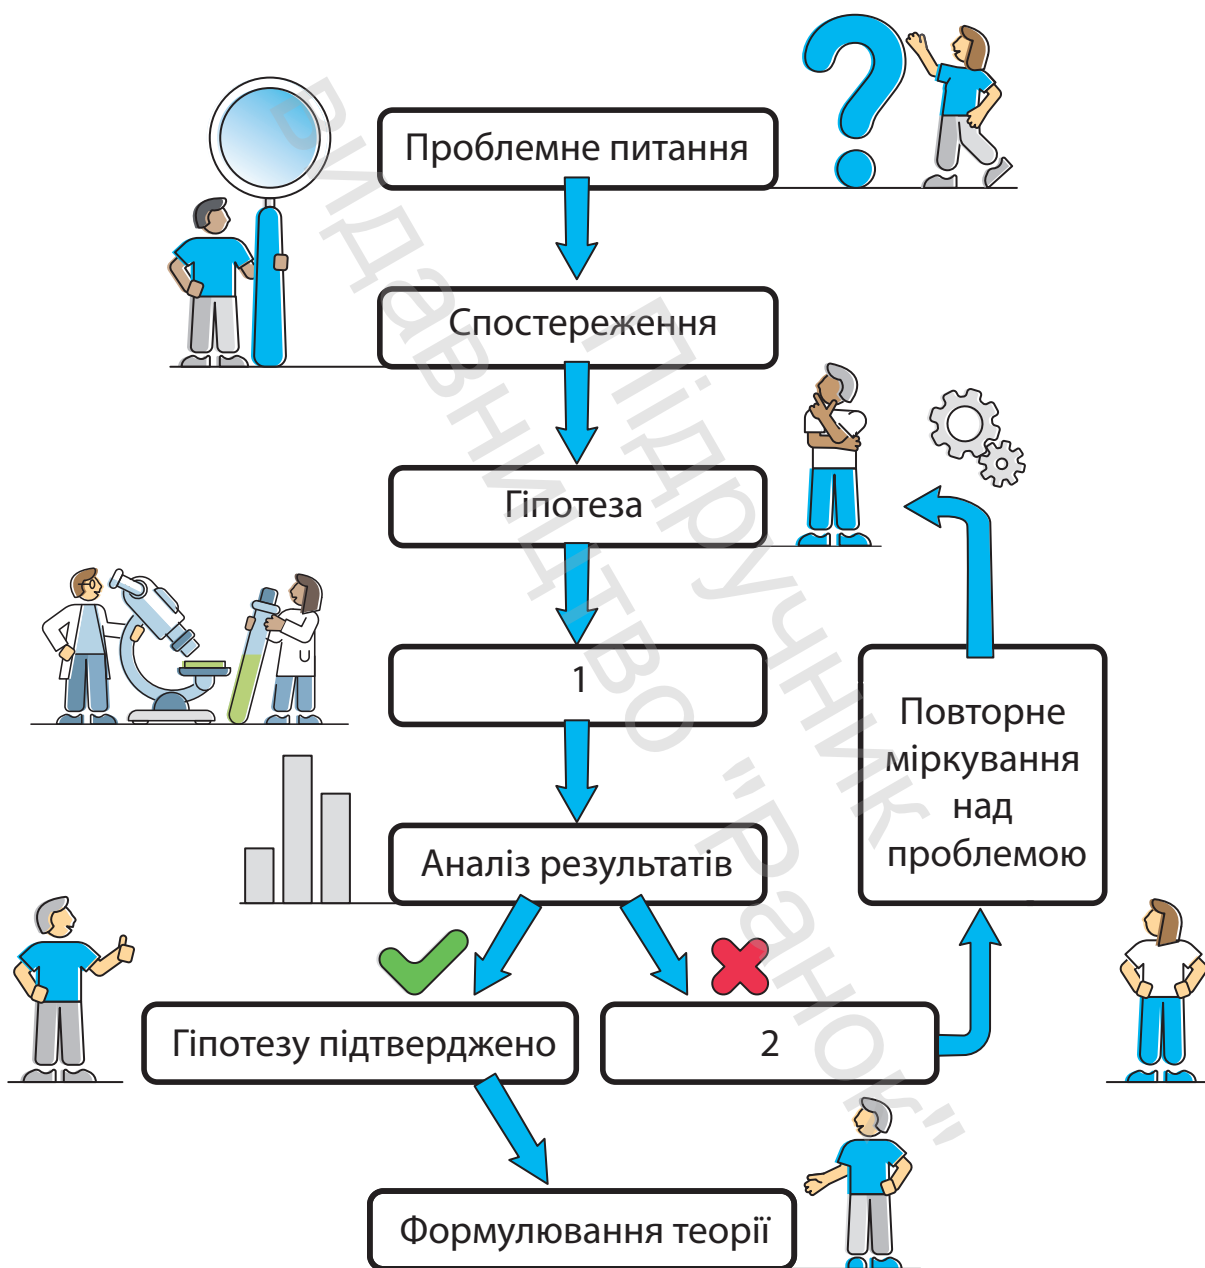 Проблемне питання
Спостереження
Гіпотеза
1
Повторне
міркування
над
проблемою
Аналіз результатів
Гіпотезу підтверджено
2
Формулювання теорії
Підручник
видавництво "Ранок"